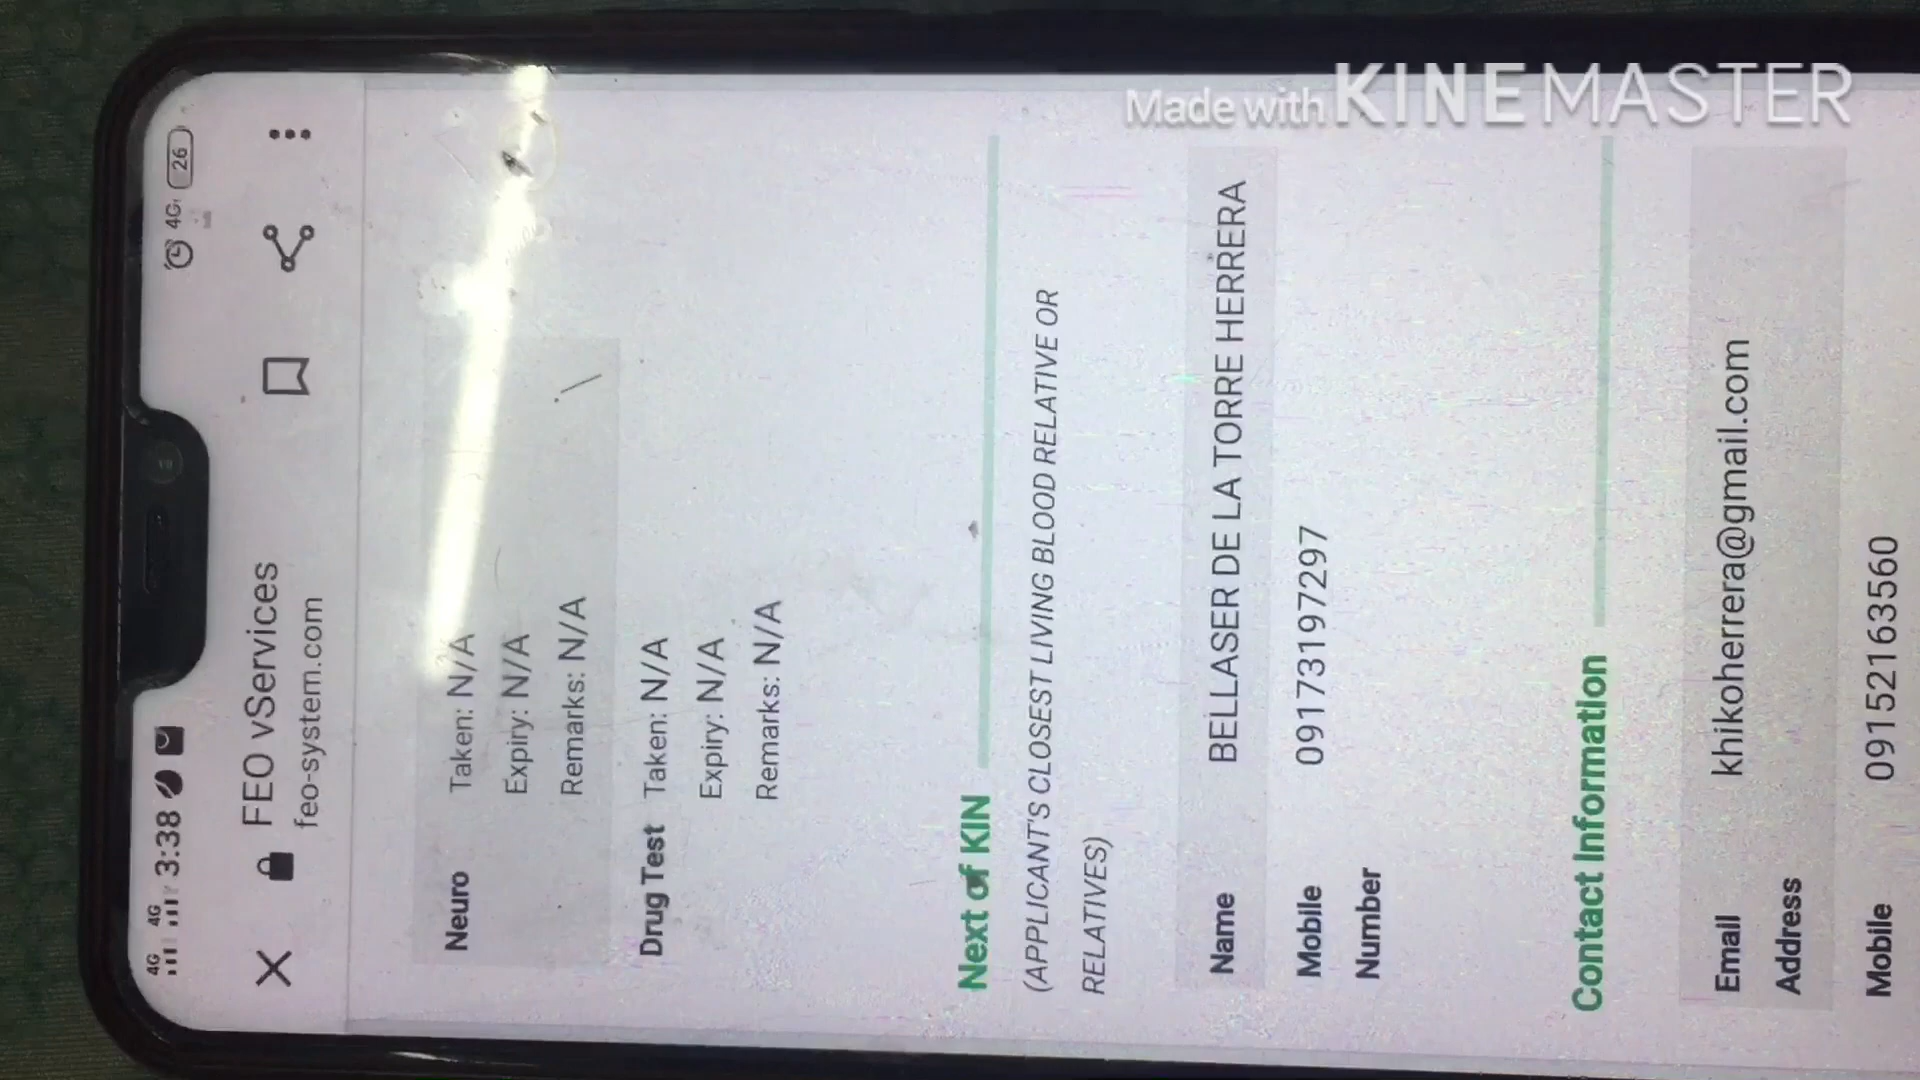 Made with KINEMASTER
4G 4G 3:38 4G 26
FEO vServices
feo-system.com
Neuro Taken: N/A
Expiry: N/A
Remarks: N/A
Drug Test Taken: N/A
Expiry: N/A
Remarks: N/A
Next of KIN
(APPLICANT'S CLOSEST LIVING BLOOD RELATIVE OR
RELATIVES)
Name BELLASER DE LA TORRE HERRERA
Mobile 09173197297
Number
Contact Information
Email khikoherrera@gmail.com
Address
Mobile 09152163560